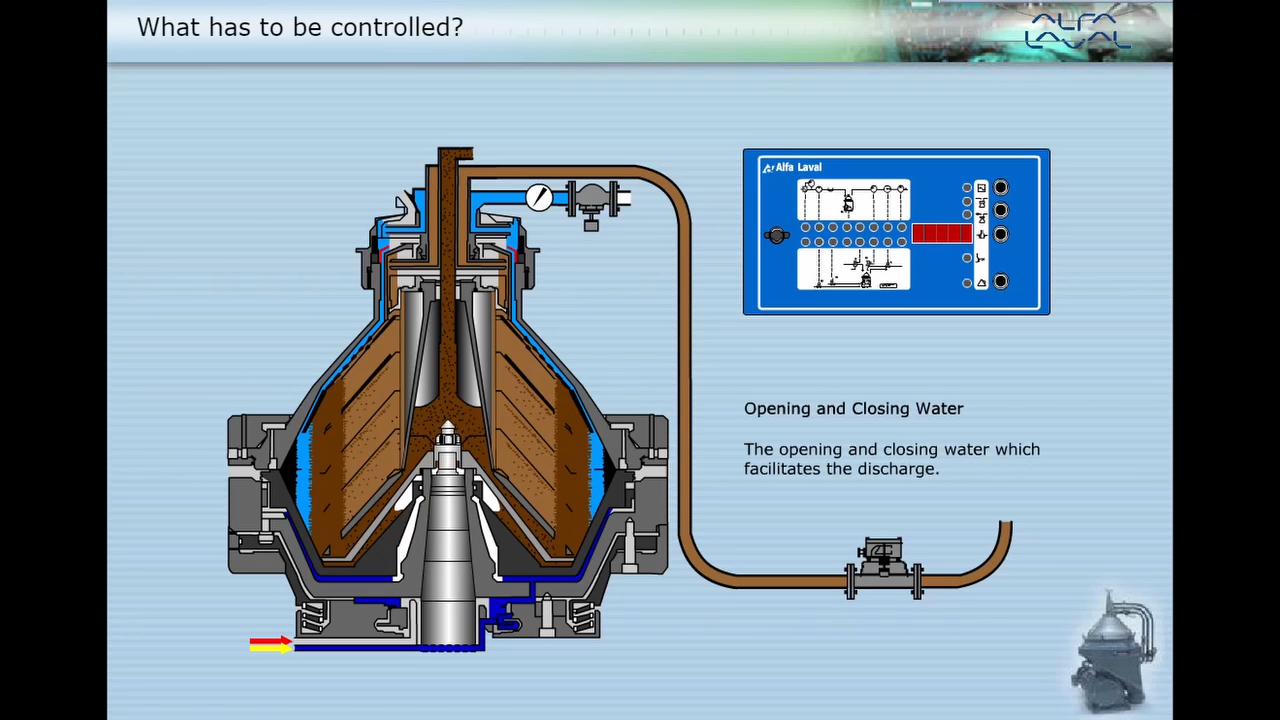 What has to be controlled?
ALFA
LAVAL
Alfa Laval
Opening and Closing Water
The opening and closing water which
facilitates the discharge.